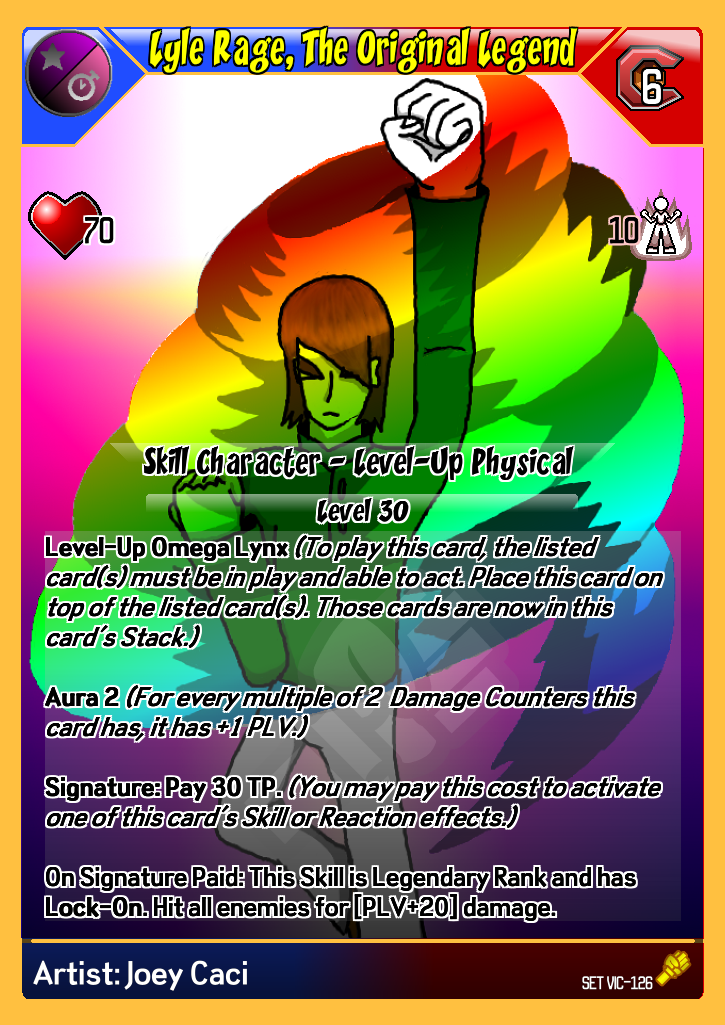 Lyle Rage, The Original Legend
6
70
10
Skill Character - Level-Up Physical
Level 30
Level-Up Omega Lynx (To play this card, the listed
card(s) must be in play and able to act. Place this card on
top of the listed card(s). Those cards are now in this
card's Stack.)
Aura 2 (For every multiple of 2 Damage Counters this
card has, it has +1 PLV.)
Signature: Pay 30 TP. (You may pay this cost to activate
one of this card's Skill or Reaction effects.)
On Signature Paid: This Skill is Legendary Rank and has
Lock-On. Hit all enemies for [PLV+20] damage.
Artist: Joey Caci
SET VIC-126